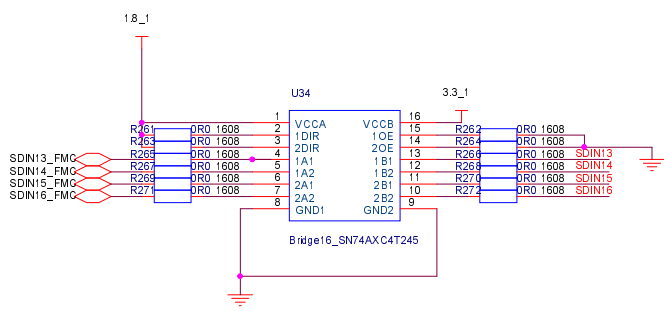 1.8_1
U34
3.3_1
1 VCCA VCCB 16
R261 0R0 1608 2 1DIR 1OE 15 R262 0R0 1608
R263 0R0 1608 3 2DIR 2OE 14 R264 0R0 1608
SDIN13_FMC R265 0R0 1608 4 1A1 1B1 13 R266 0R0 1608 SDIN13
SDIN14_FMC R267 0R0 1608 5 1A2 1B2 12 R268 0R0 1608 SDIN14
SDIN15_FMC R269 0R0 1608 6 2A1 2B1 11 R270 0R0 1608 SDIN15
SDIN16_FMC R271 0R0 1608 7 2A2 2B2 10 R272 0R0 1608 SDIN16
8 GND1 GND2 9
Bridge16_SN74AXC4T245